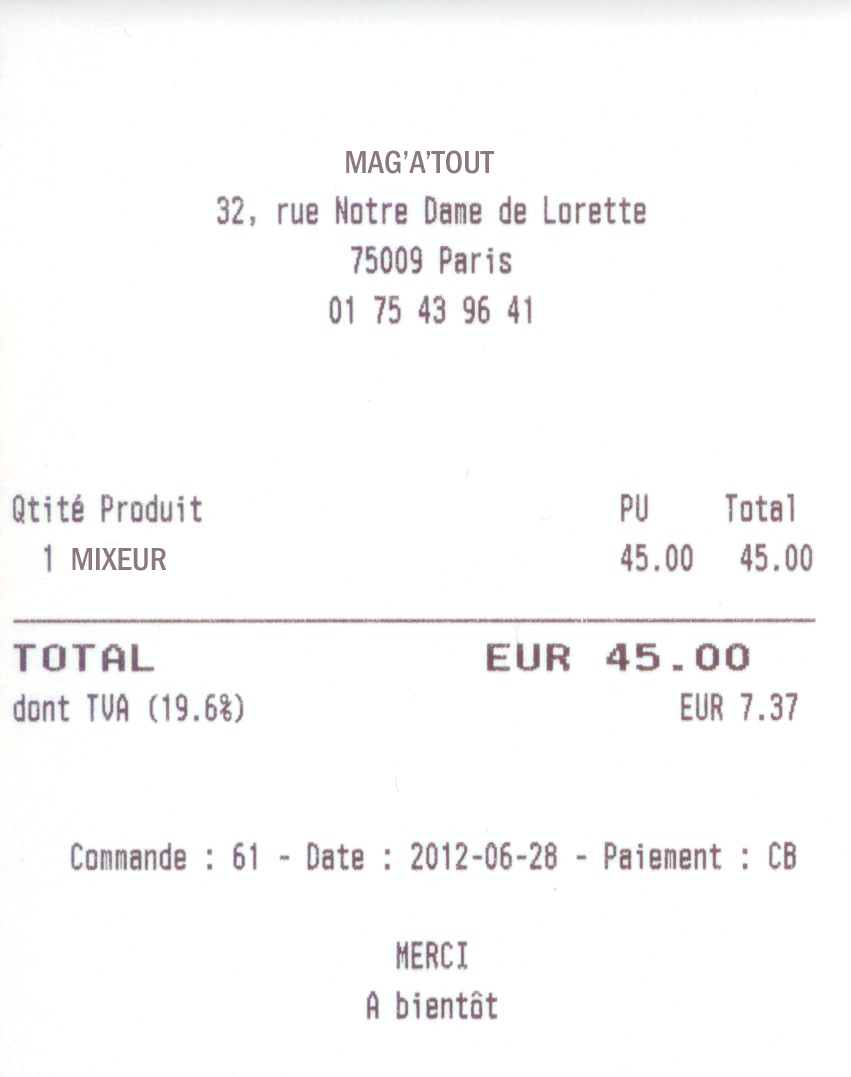 MAG'A'TOUT
32, rue Notre Dame de Lorette
75009 Paris
01 75 43 96 41
Qtité Produit PU Total
1 MIXEUR 45.00 45.00
TOTAL EUR 45.00
dont TVA (19.6%) EUR 7.37
Commande : 61 - Date : 2012-06-28 - Paiement : CB
MERCI
A bientôt